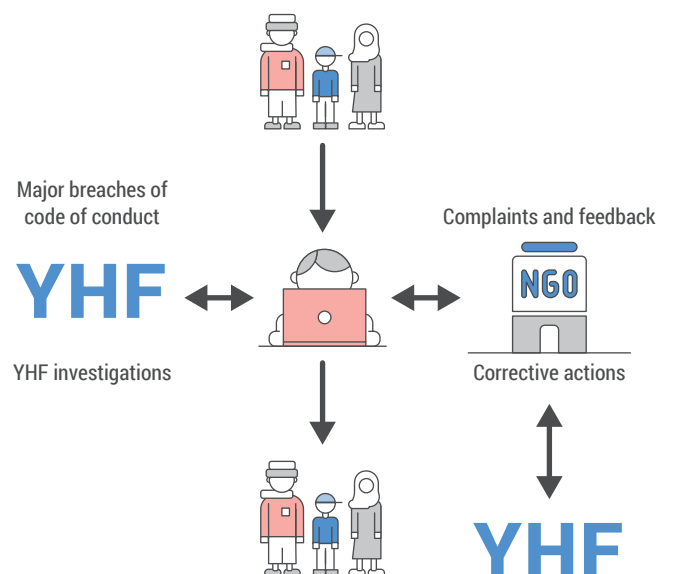 Major breaches of
code of conduct
Complaints and feedback
YHF
NGO
YHF investigations
Corrective actions
YHF